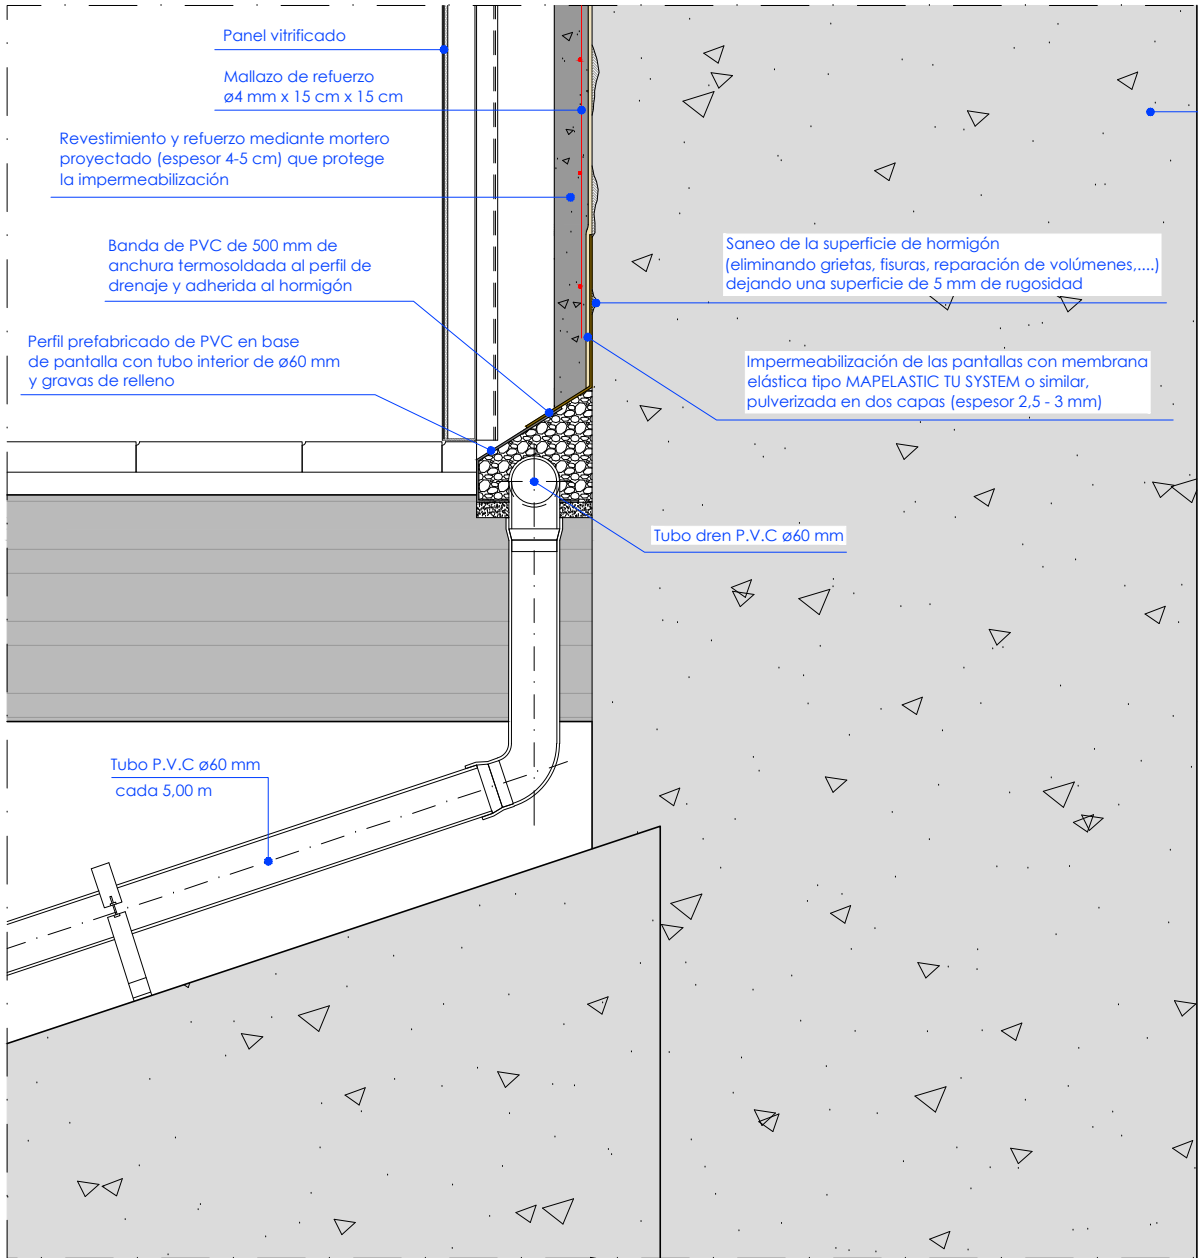 Panel vitrificado
Mallazo de refuerzo
ø4 mm x 15 cm x 15 cm
Revestimiento y refuerzo mediante mortero
proyectado (espesor 4-5 cm) que protege
la impermeabilización
Banda de PVC de 500 mm de
anchura termosoldada al perfil de
drenaje y adherida al hormigón
Perfil prefabricado de PVC en base
de pantalla con tubo interior de ø60 mm
y gravas de relleno
Saneo de la superficie de hormigón
(eliminando grietas, fisuras, reparación de volúmenes,....)
dejando una superficie de 5 mm de rugosidad
Impermeabilización de las pantallas con membrana
elástica tipo MAPELASTIC TU SYSTEM o similar,
pulverizada en dos capas (espesor 2,5 - 3 mm)
Tubo dren P.V.C ø60 mm
Tubo P.V.C ø60 mm
cada 5,00 m